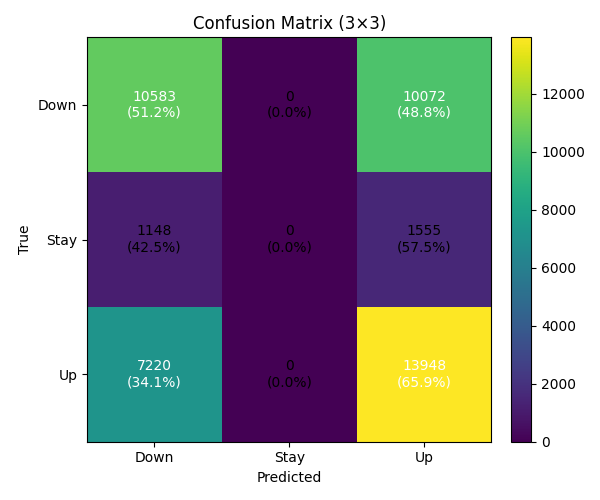 Confusion Matrix (3×3)
Down
10583
(51.2%)
0
(0.0%)
10072
(48.8%)
Stay
1148
(42.5%)
0
(0.0%)
1555
(57.5%)
Up
7220
(34.1%)
0
(0.0%)
13948
(65.9%)
Down
Stay
Up
Predicted
True
12000
10000
8000
6000
4000
2000
0